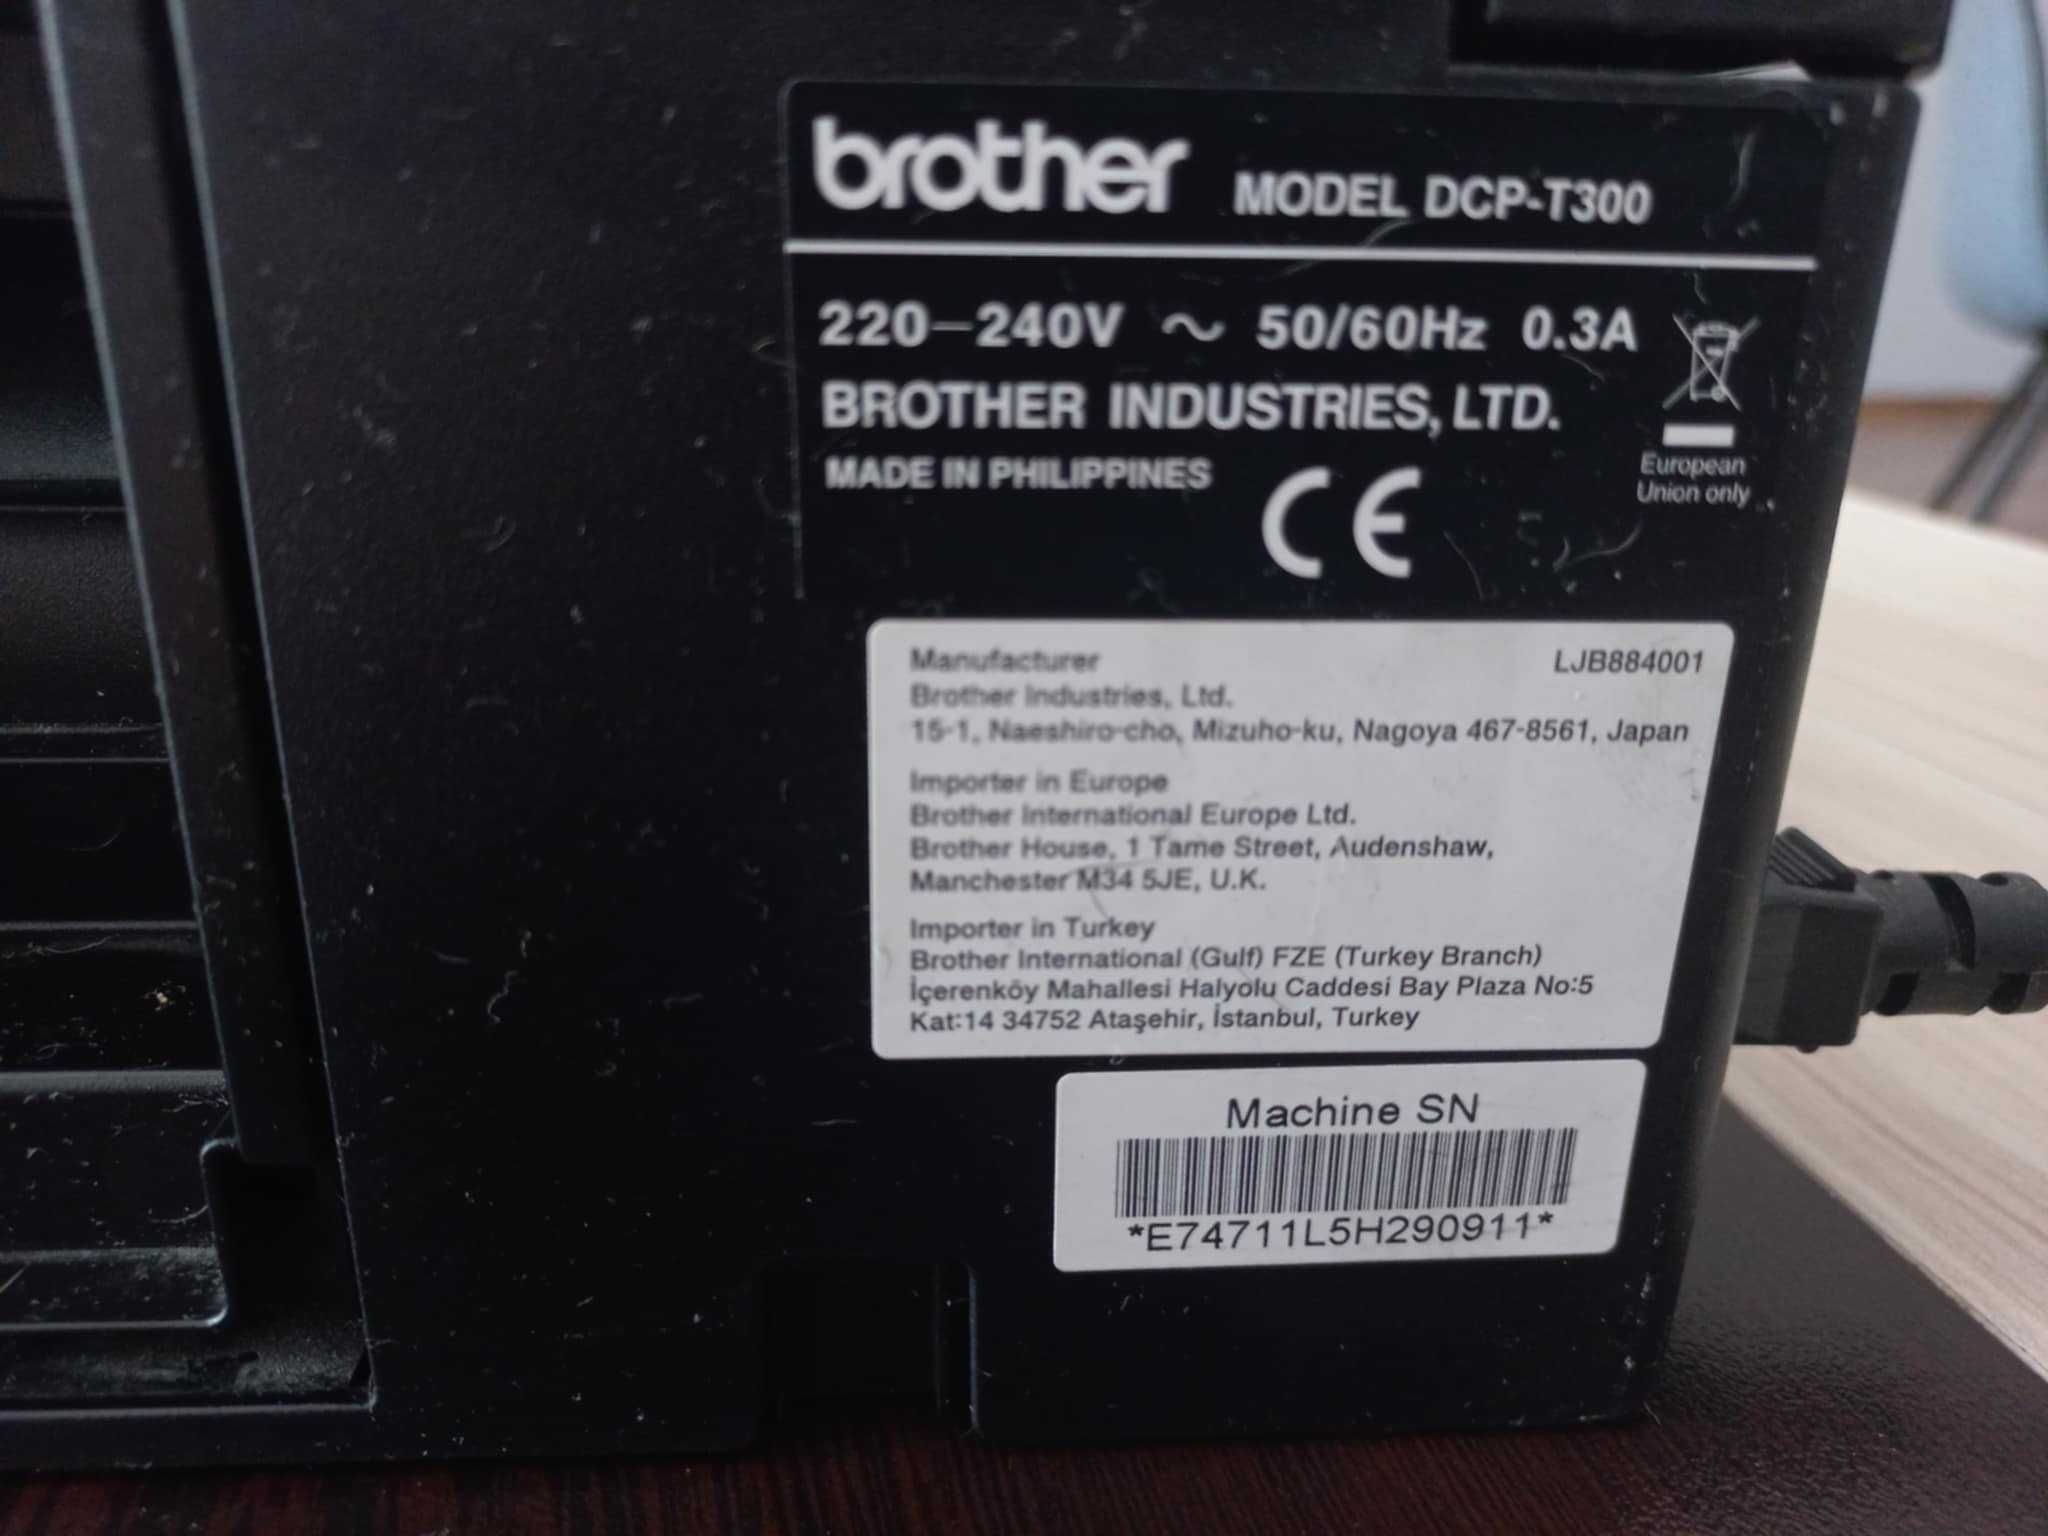 brother MODEL DCP-T300
220-240V ~ 50/60Hz 0.3A
BROTHER INDUSTRIES, LTD.
MADE IN PHILIPPINES
CE
European
Union only
Manufacturer LJB884001
Brother Industries, Ltd.
15-1, Naeshiro-cho, Mizuho-ku, Nagoya 467-8561, Japan
Importer in Europe
Brother International Europe Ltd.
Brother House, 1 Tame Street, Audenshaw,
Manchester M34 5JE, U.K.
Importer in Turkey
Brother International (Gulf) FZE (Turkey Branch)
İçerenköy Mahallesi Halyolu Caddesi Bay Plaza No:5
Kat:14 34752 Ataşehir, İstanbul, Turkey
Machine SN
*E74711L5H290911*